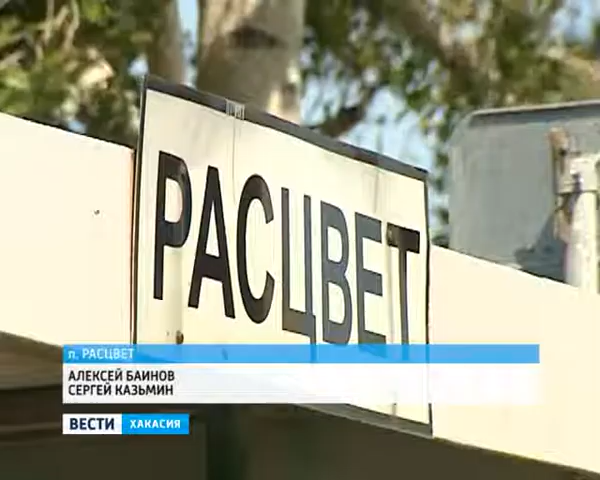 РАСЦВЕТ
п. РАСЦВЕТ
АЛЕКСЕЙ БАИНОВ
СЕРГЕЙ КАЗЬМИН
ВЕСТИ ХАКАСИЯ